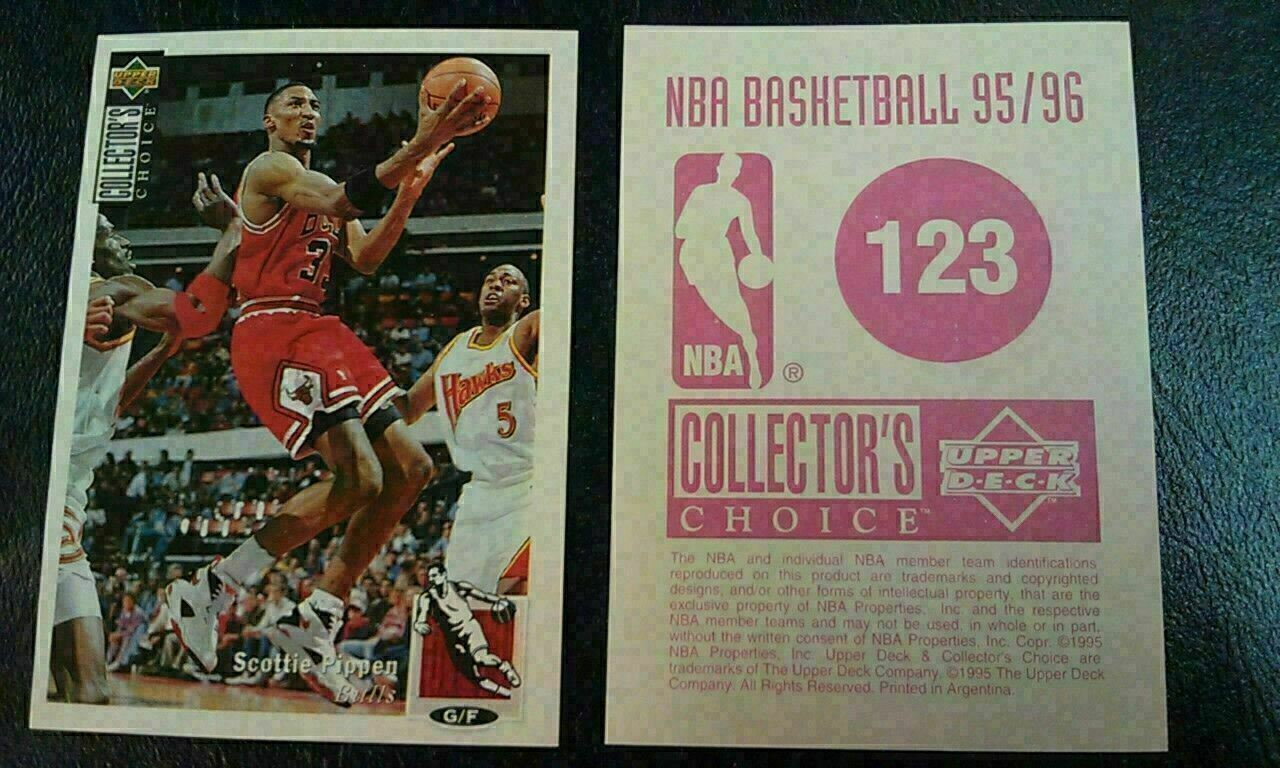 UPPER
DECK
COLLECTOR'S
CHOICE
Hawks
5
Scottie Pippen
Bulls
G/F
NBA BASKETBALL 95/96
123
NBA
®
COLLECTOR'S
CHOICE™
UPPER
D·E·C·K
™
The NBA and individual NBA member team identifications
reproduced on this product are trademarks and copyrighted
designs, and/or other forms of intellectual property, that are the
exclusive property of NBA Properties, Inc. and the respective
NBA member teams and may not be used, in whole or in part,
without the written consent of NBA Properties, Inc. Copr. ©1995
NBA Properties, Inc. Upper Deck & Collector's Choice are
trademarks of The Upper Deck Company. ©1995 The Upper Deck
Company. All Rights Reserved. Printed in Argentina.